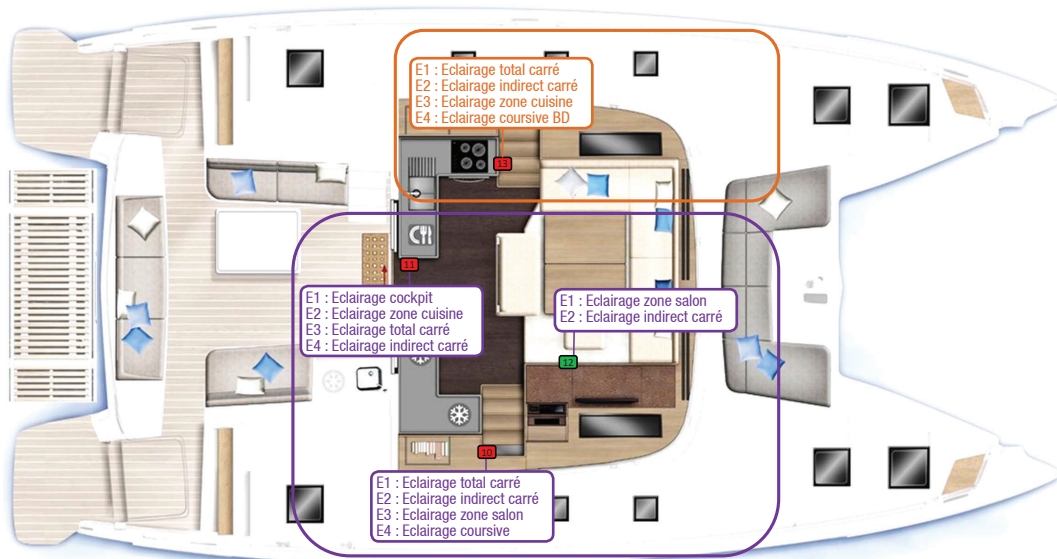 E1 : Eclairage total carré
E2 : Eclairage indirect carré
E3 : Eclairage zone cuisine
E4 : Eclairage coursive BD
13
11
E1 : Eclairage cockpit
E2 : Eclairage zone cuisine
E3 : Eclairage total carré
E4 : Eclairage indirect carré
E1 : Eclairage zone salon
E2 : Eclairage indirect carré
12
10
E1 : Eclairage total carré
E2 : Eclairage indirect carré
E3 : Eclairage zone salon
E4 : Eclairage coursive